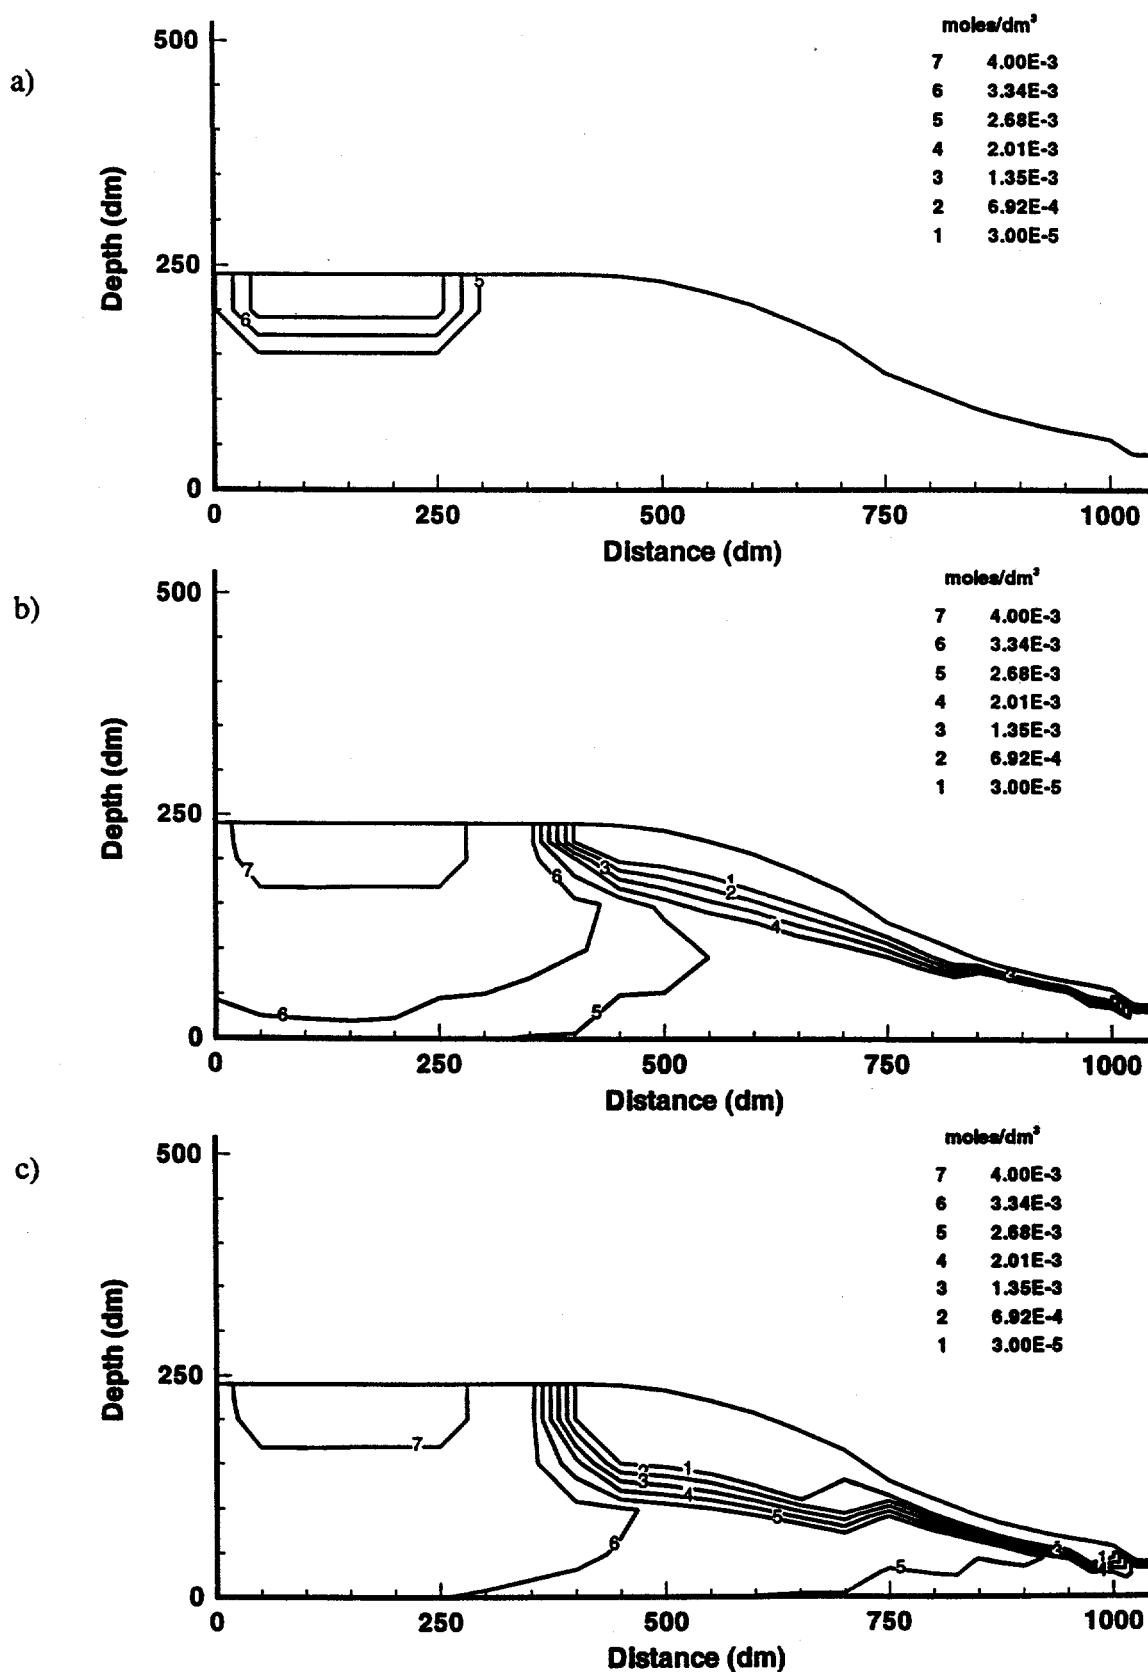 a)
moles/dm³
7 4.00E-3
6 3.34E-3
5 2.68E-3
4 2.01E-3
3 1.35E-3
2 6.92E-4
1 3.00E-5
500
250
0
Depth (dm)
5
6
0 250 500 750 1000
Distance (dm)
b)
moles/dm³
7 4.00E-3
6 3.34E-3
5 2.68E-3
4 2.01E-3
3 1.35E-3
2 6.92E-4
1 3.00E-5
500
250
0
Depth (dm)
7
6
3
1
2
4
6
5
0 250 500 750 1000
Distance (dm)
c)
moles/dm³
7 4.00E-3
6 3.34E-3
5 2.68E-3
4 2.01E-3
3 1.35E-3
2 6.92E-4
1 3.00E-5
500
250
0
Depth (dm)
7
2
1
3
4
5
6
5
3
1
4
0 250 500 750 1000
Distance (dm)